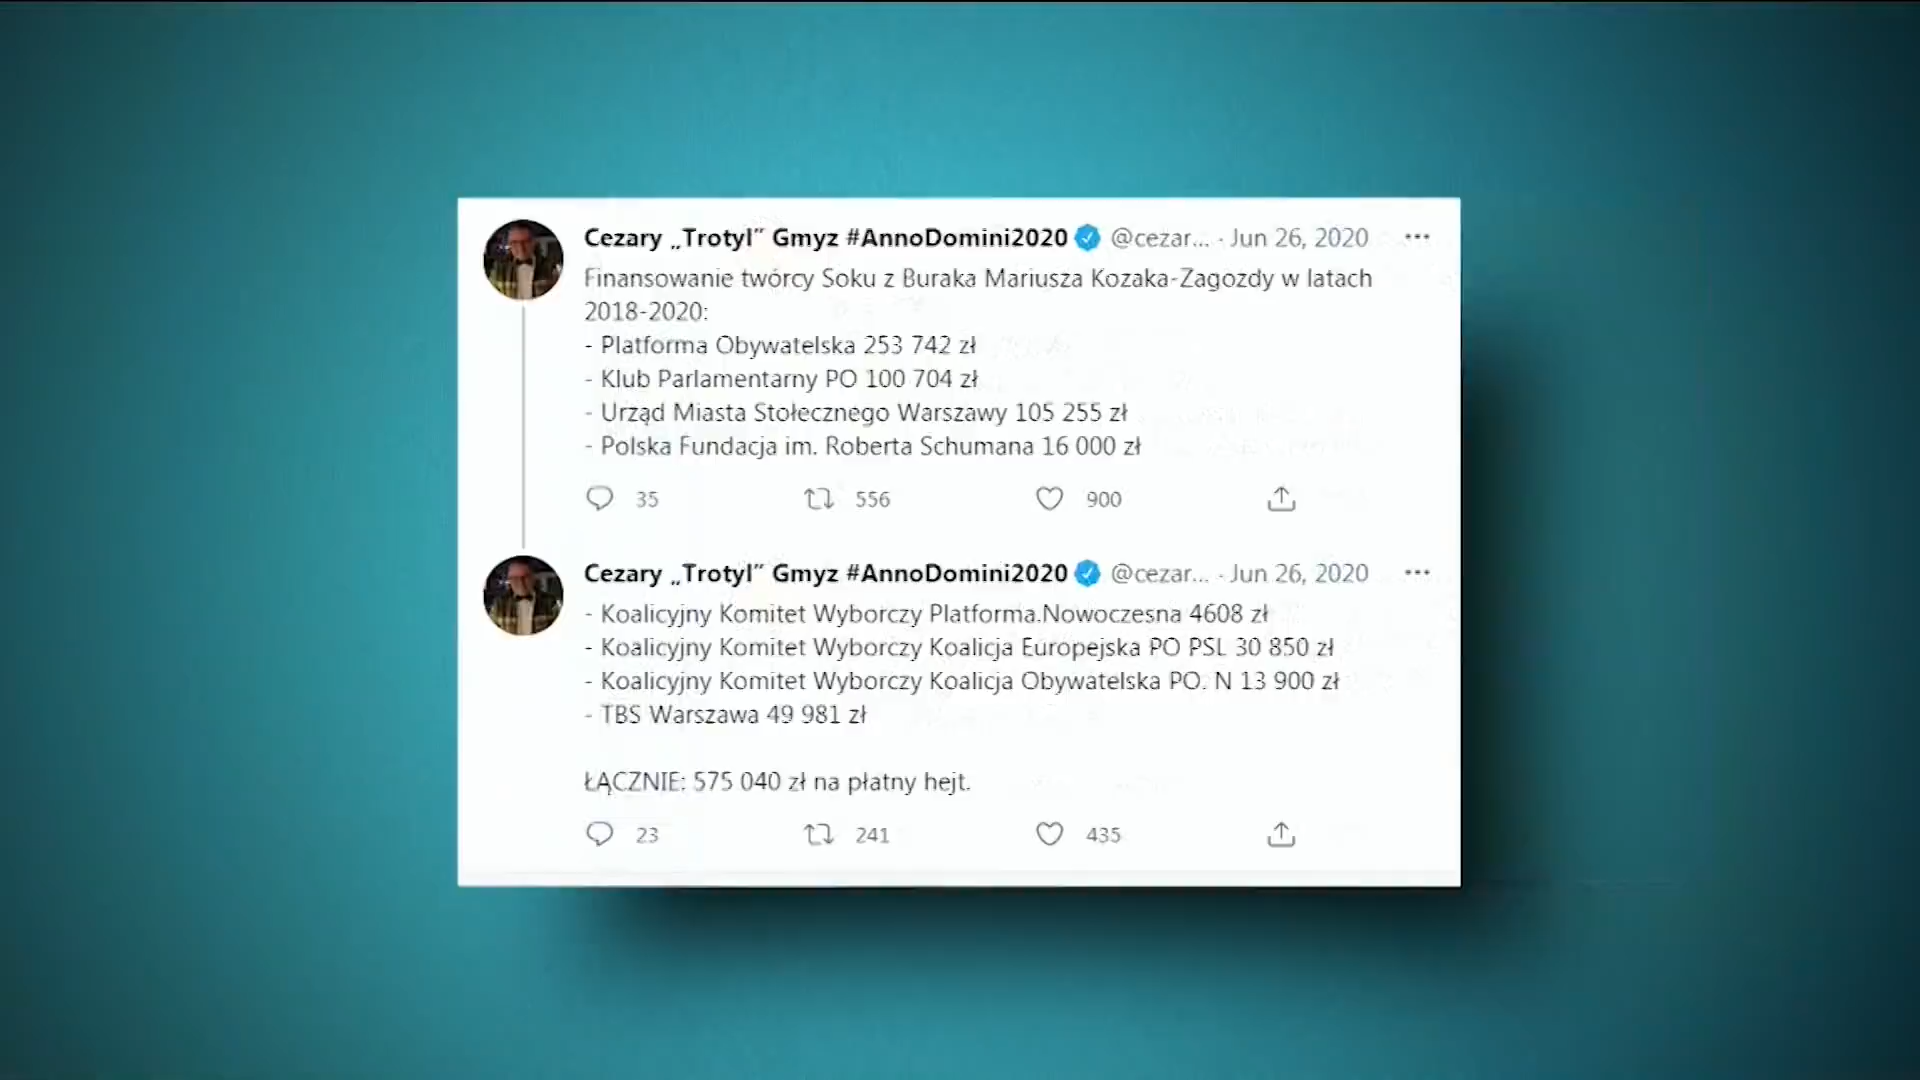 Cezary „Trotyl” Gmyz #AnnoDomini2020 @cezar... · Jun 26, 2020
Finansowanie twórcy Soku z Buraka Mariusza Kozaka-Zagozdy w latach
2018-2020:
- Platforma Obywatelska 253 742 zł
- Klub Parlamentarny PO 100 704 zł
- Urząd Miasta Stołecznego Warszawy 105 255 zł
- Polska Fundacja im. Roberta Schumana 16 000 zł
35 556 900
Cezary „Trotyl” Gmyz #AnnoDomini2020 @cezar... · Jun 26, 2020
- Koalicyjny Komitet Wyborczy Platforma.Nowoczesna 4608 zł
- Koalicyjny Komitet Wyborczy Koalicja Europejska PO PSL 30 850 zł
- Koalicyjny Komitet Wyborczy Koalicja Obywatelska PO. N 13 900 zł
- TBS Warszawa 49 981 zł
ŁĄCZNIE: 575 040 zł na płatny hejt.
23 241 435